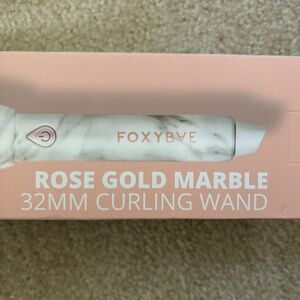 FOXYBAE
ROSE GOLD MARBLE
32MM CURLING WAND